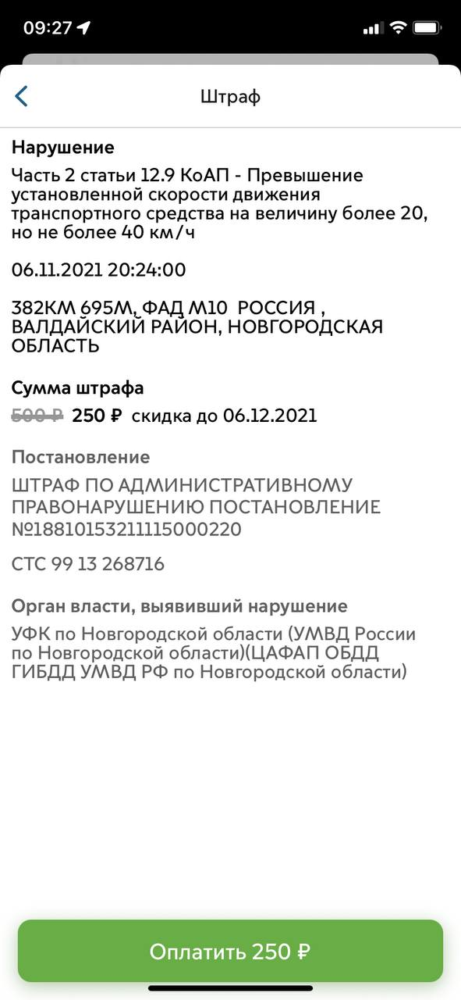 09:27
Штраф
Нарушение
Часть 2 статьи 12.9 КоАП - Превышение
установленной скорости движения
транспортного средства на величину более 20,
но не более 40 км/ч
06.11.2021 20:24:00
382КМ 695М, ФАД М10 РОССИЯ ,
ВАЛДАЙСКИЙ РАЙОН, НОВГОРОДСКАЯ
ОБЛАСТЬ
Сумма штрафа
500 ₽ 250 ₽ скидка до 06.12.2021
Постановление
ШТРАФ ПО АДМИНИСТРАТИВНОМУ
ПРАВОНАРУШЕНИЮ ПОСТАНОВЛЕНИЕ
№18810153211115000220
СТС 99 13 268716
Орган власти, выявивший нарушение
УФК по Новгородской области (УМВД России
по Новгородской области)(ЦАФАП ОБДД
ГИБДД УМВД РФ по Новгородской области)
Оплатить 250 ₽